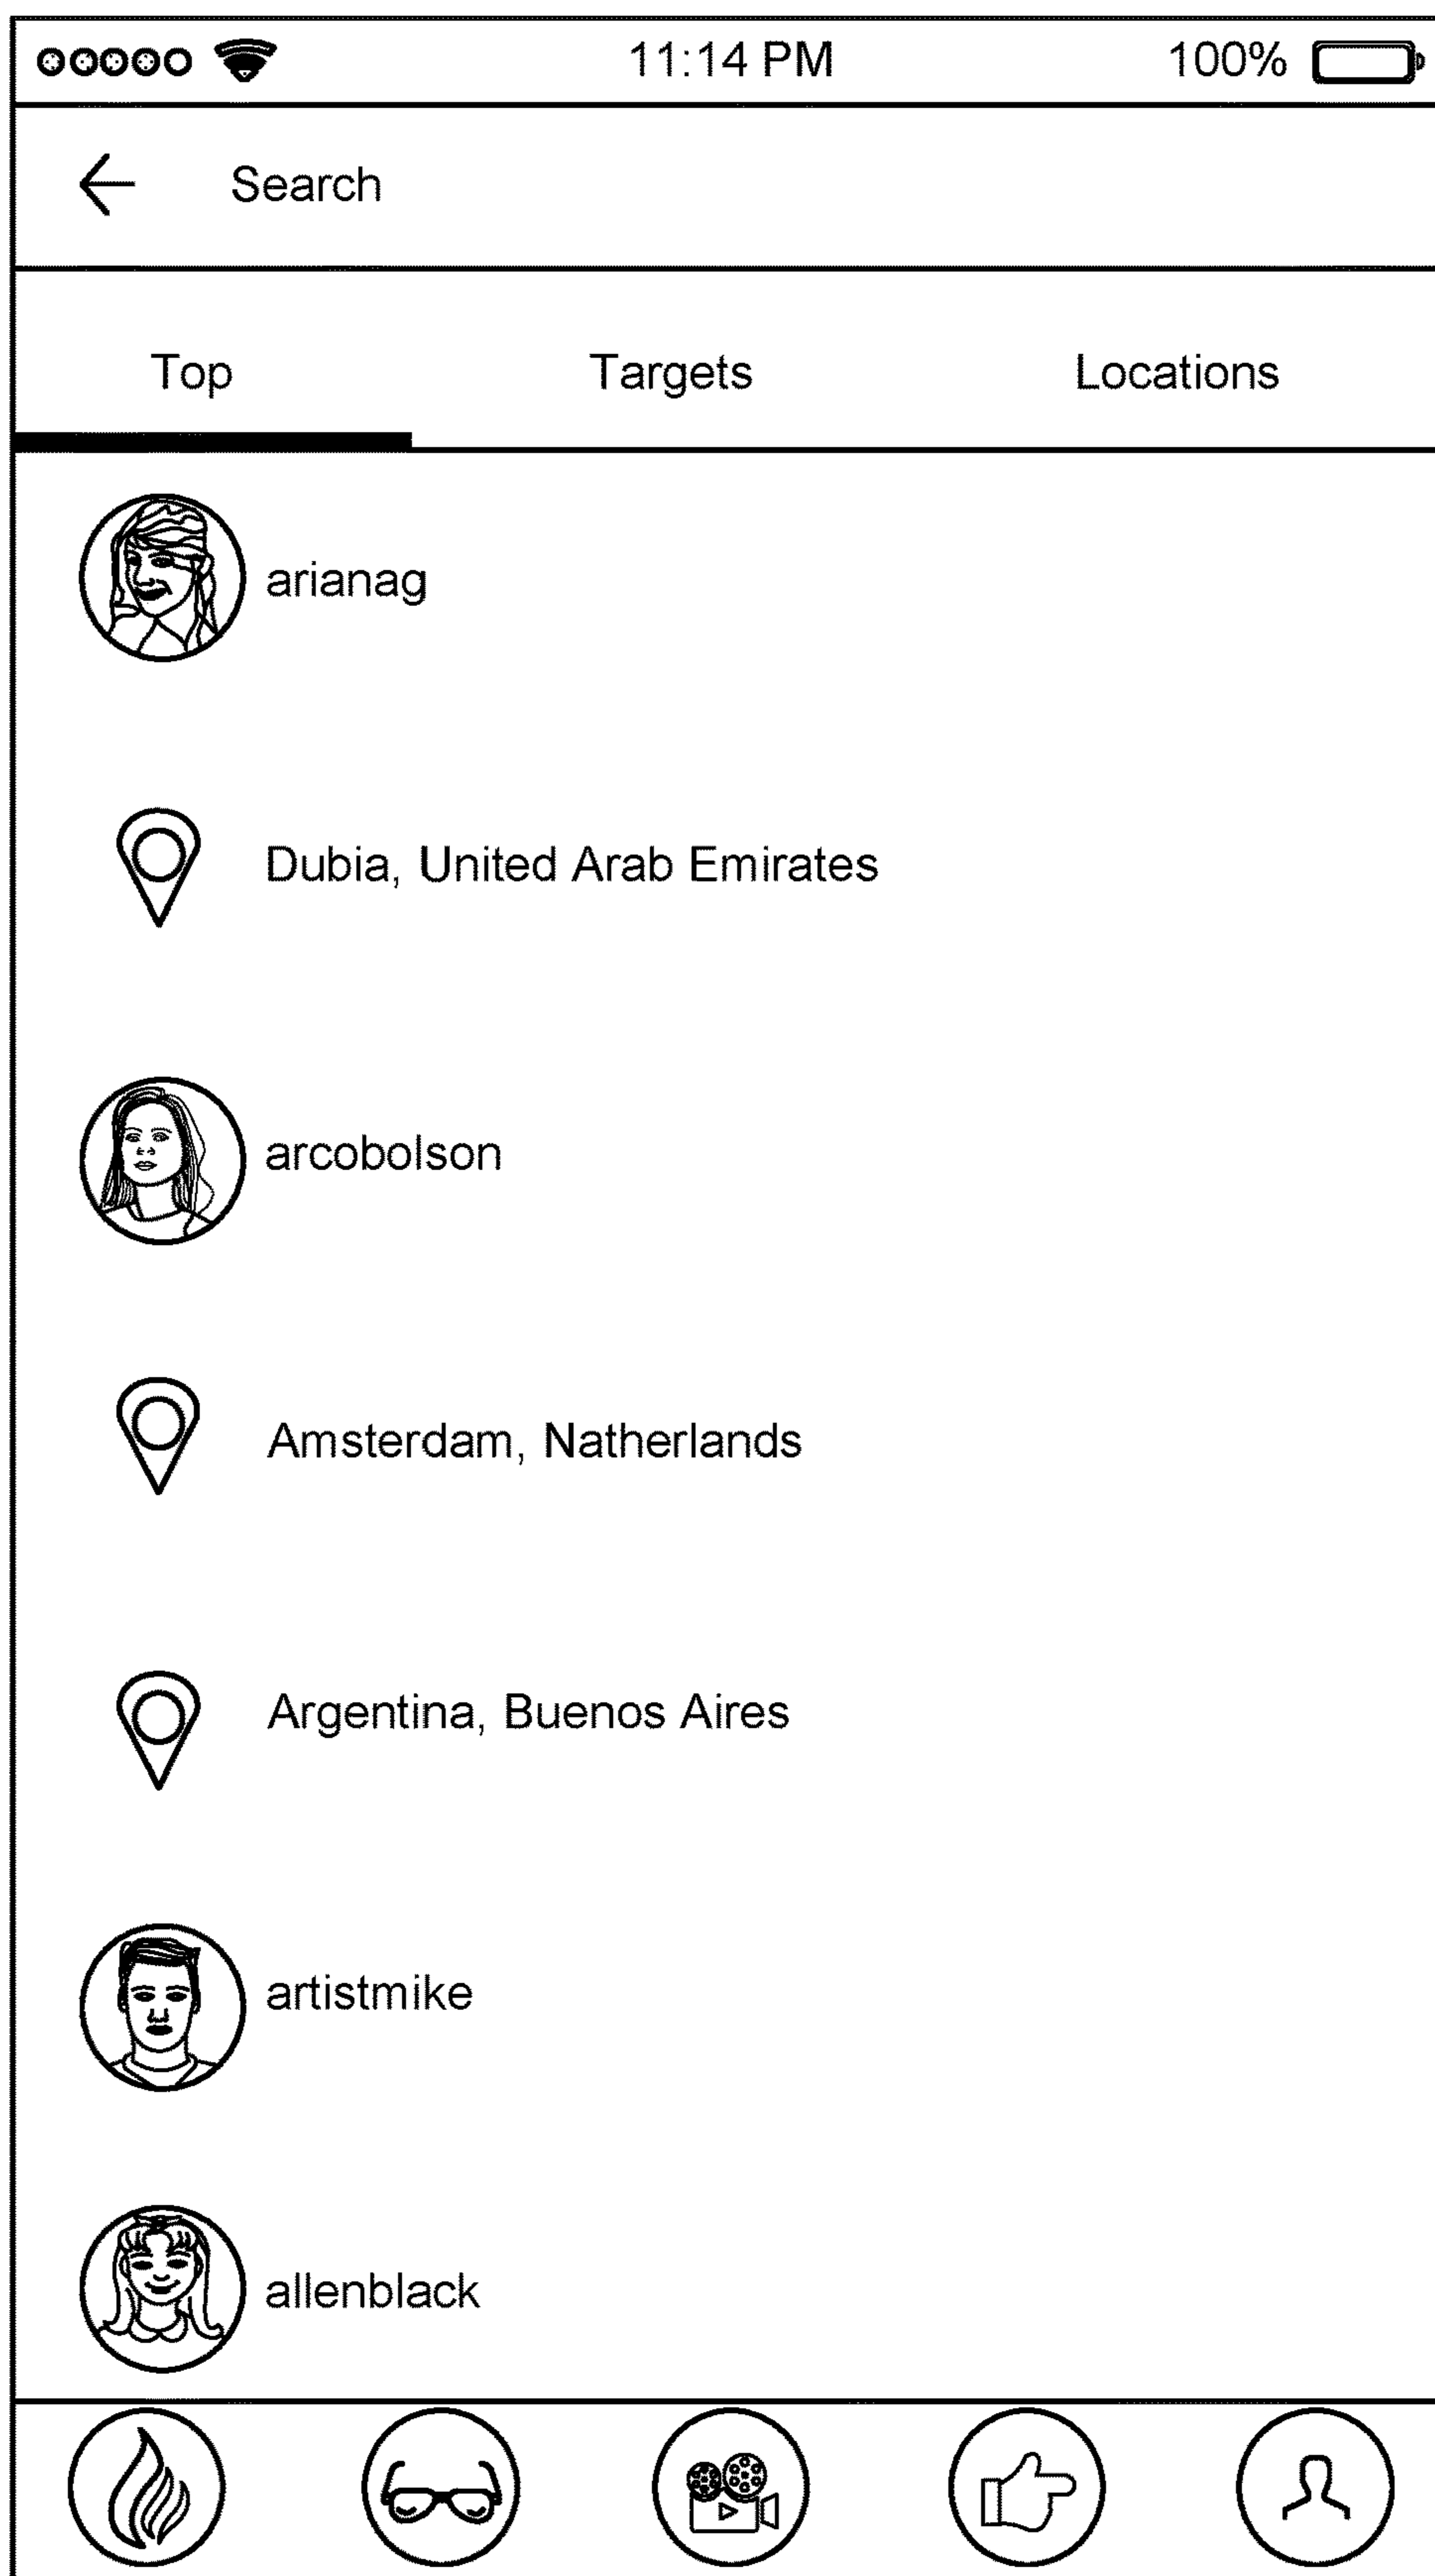 11:14 PM 100%
Search
Top Targets Locations
arianag
Dubia, United Arab Emirates
arcobolson
Amsterdam, Natherlands
Argentina, Buenos Aires
artistmike
allenblack